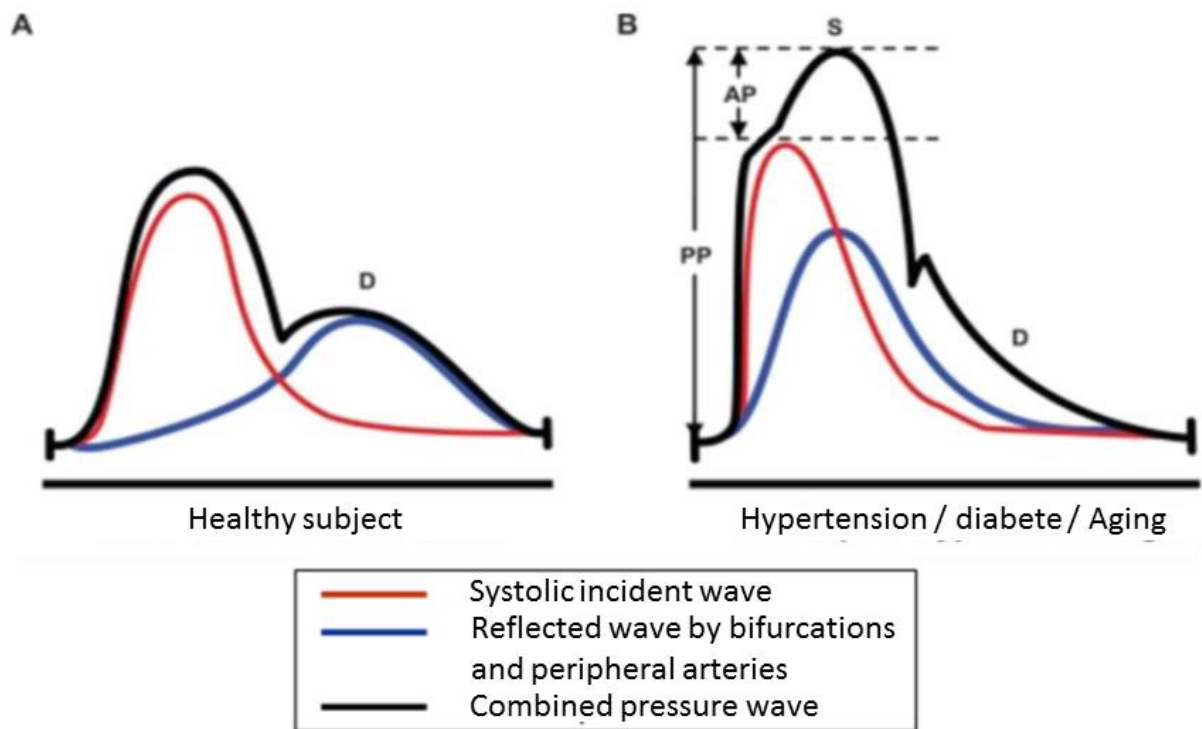 A
B
S
AP
D
PP
D
Healthy subject
Hypertension / diabete / Aging
Systolic incident wave
Reflected wave by bifurcations
and peripheral arteries
Combined pressure wave